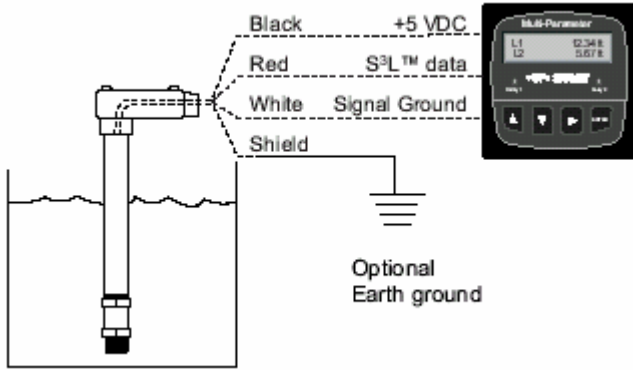 Black +5 VDC
Red S³L™ data
White Signal Ground
Shield
Optional
Earth ground
Multi-Parameter
L1 12.34 ft
L2 5.67 ft